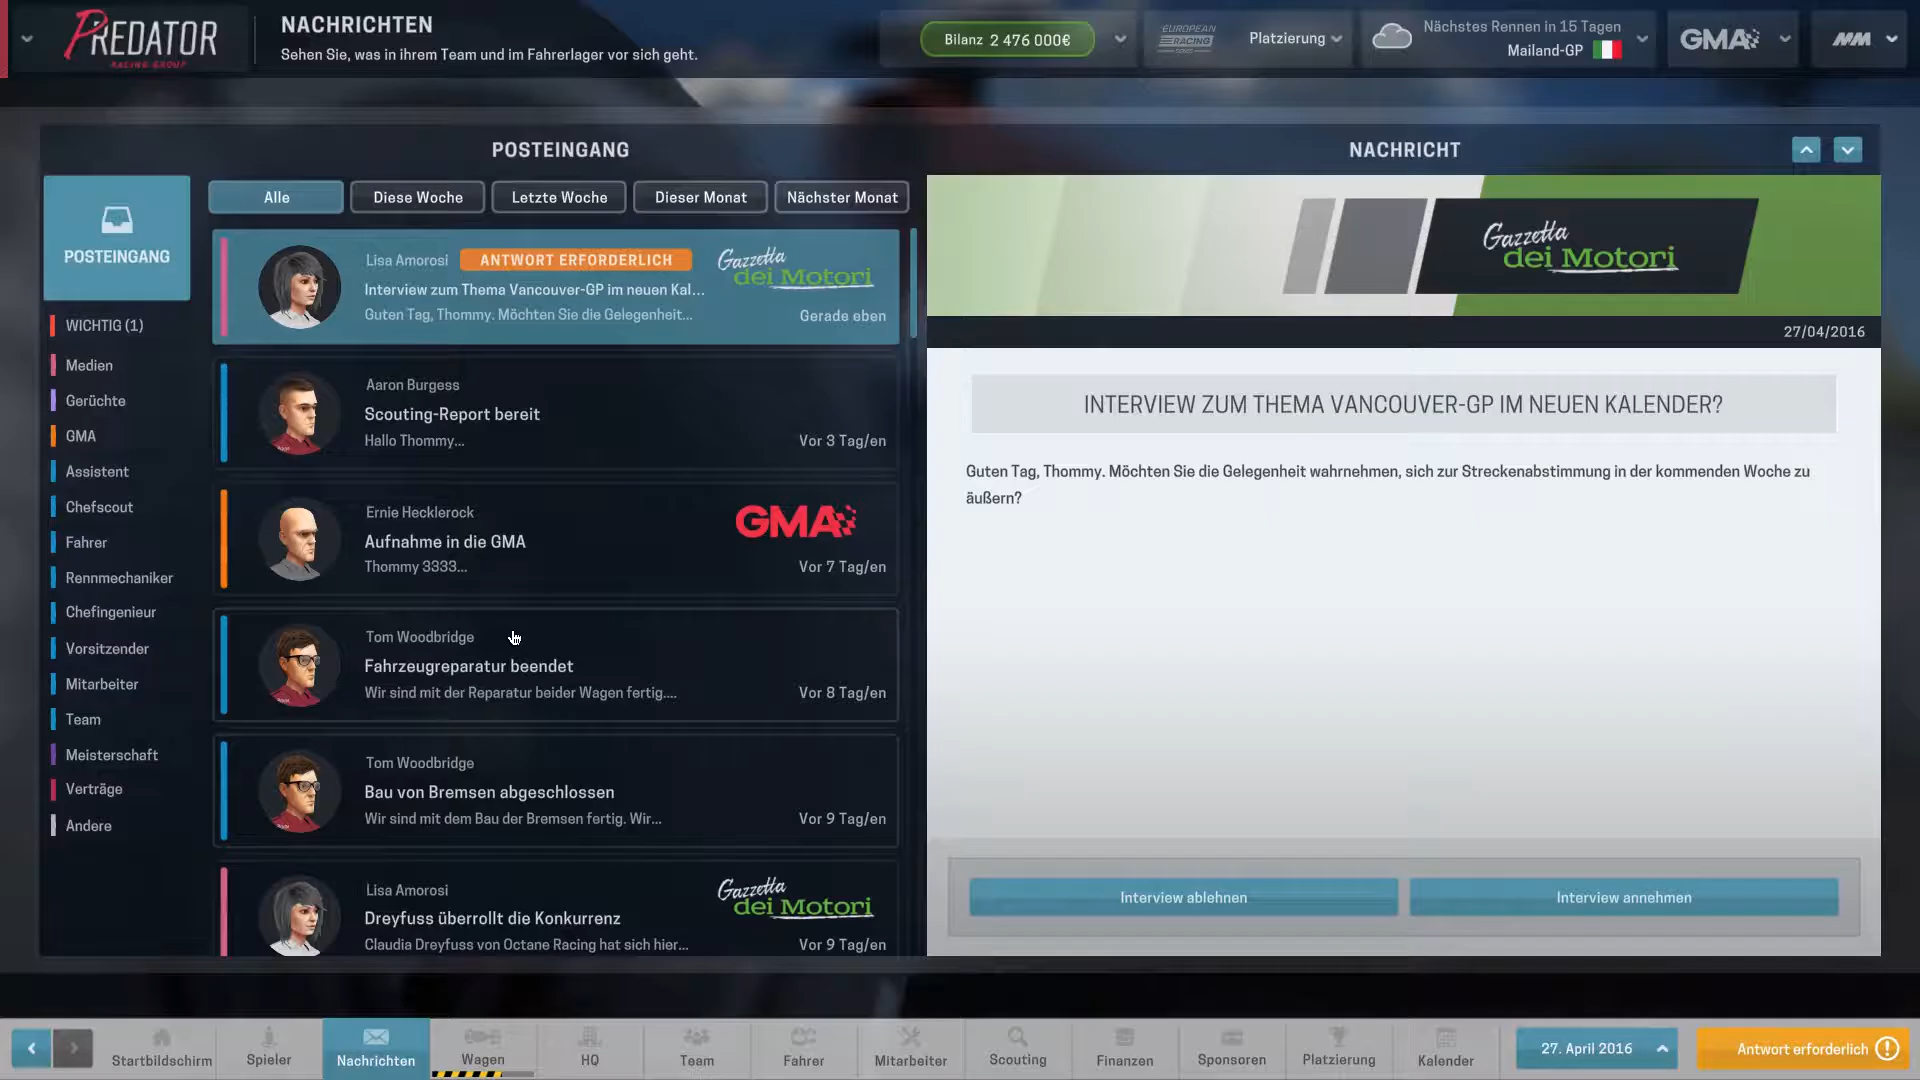 PREDATOR
RACING GROUP
NACHRICHTEN
Sehen Sie, was in ihrem Team und im Fahrerlager vor sich geht.
Bilanz 2 476 000€
EUROPEAN
RACING
Platzierung
Nächstes Rennen in 15 Tagen
Mailand-GP
GMA
MM
POSTEINGANG
NACHRICHT
POSTEINGANG
WICHTIG (1)
Medien
Gerüchte
GMA
Assistent
Chefscout
Fahrer
Rennmechaniker
Chefingenieur
Vorsitzender
Mitarbeiter
Team
Meisterschaft
Verträge
Andere
Alle
Diese Woche
Letzte Woche
Dieser Monat
Nächster Monat
Lisa Amorosi
ANTWORT ERFORDERLICH
Gazzetta
dei Motori
Interview zum Thema Vancouver-GP im neuen Kal...
Guten Tag, Thommy. Möchten Sie die Gelegenheit...
Gerade eben
Aaron Burgess
Scouting-Report bereit
Hallo Thommy...
Vor 3 Tag/en
Ernie Hecklerock
GMA
Aufnahme in die GMA
Thommy 3333...
Vor 7 Tag/en
Tom Woodbridge
Fahrzeugreparatur beendet
Wir sind mit der Reparatur beider Wagen fertig....
Vor 8 Tag/en
Tom Woodbridge
Bau von Bremsen abgeschlossen
Wir sind mit dem Bau der Bremsen fertig. Wir...
Vor 9 Tag/en
Lisa Amorosi
Gazzetta
dei Motori
Dreyfuss überrollt die Konkurrenz
Claudia Dreyfuss von Octane Racing hat sich hier...
Vor 9 Tag/en
Gazzetta
dei Motori
27/04/2016
INTERVIEW ZUM THEMA VANCOUVER-GP IM NEUEN KALENDER?
Guten Tag, Thommy. Möchten Sie die Gelegenheit wahrnehmen, sich zur Streckenabstimmung in der kommenden Woche zu
äußern?
Interview ablehnen
Interview annehmen
Startbildschirm
Spieler
Nachrichten
Wagen
HQ
Team
Fahrer
Mitarbeiter
Scouting
Finanzen
Sponsoren
Platzierung
Kalender
27. April 2016
Antwort erforderlich